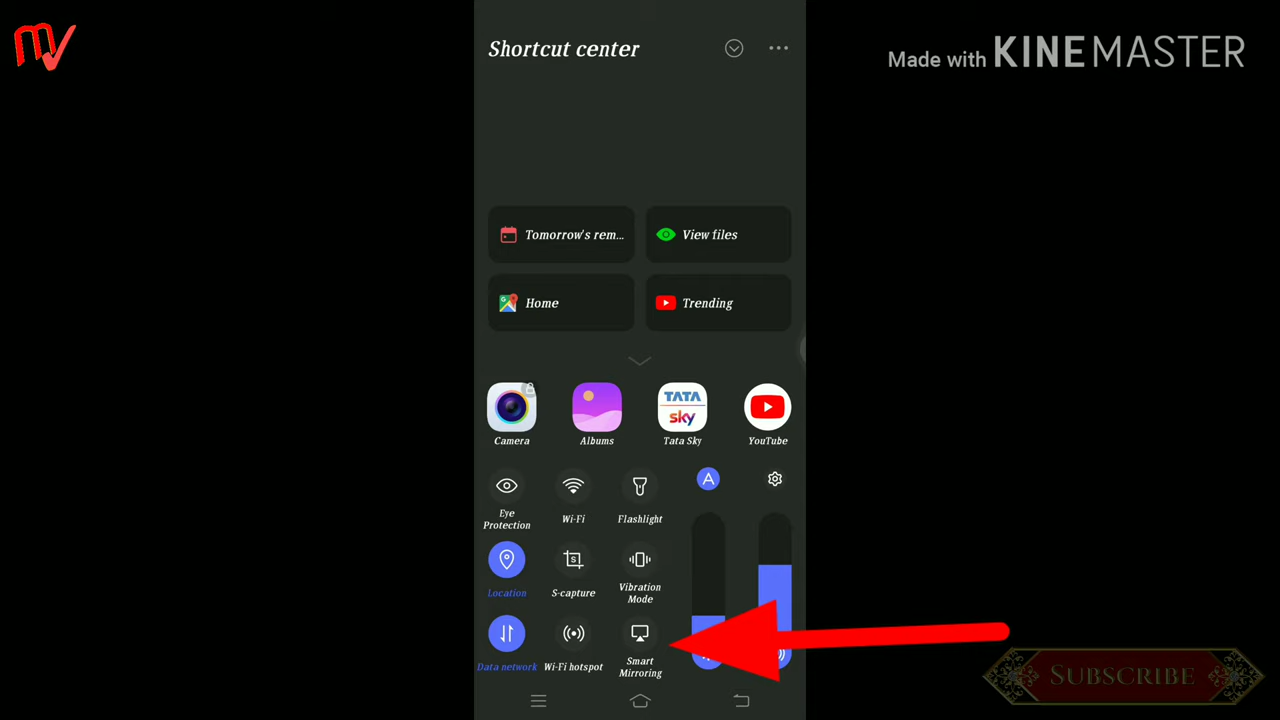 Shortcut center
Made with KINEMASTER
Tomorrow's rem...
View files
Home
Trending
TATA
sky
Camera
Albums
Tata Sky
YouTube
A
Eye
Protection
Wi-Fi
Flashlight
S
Location
S-capture
Vibration
Mode
Data network
Wi-Fi hotspot
Smart
Mirroring
SUBSCRIBE